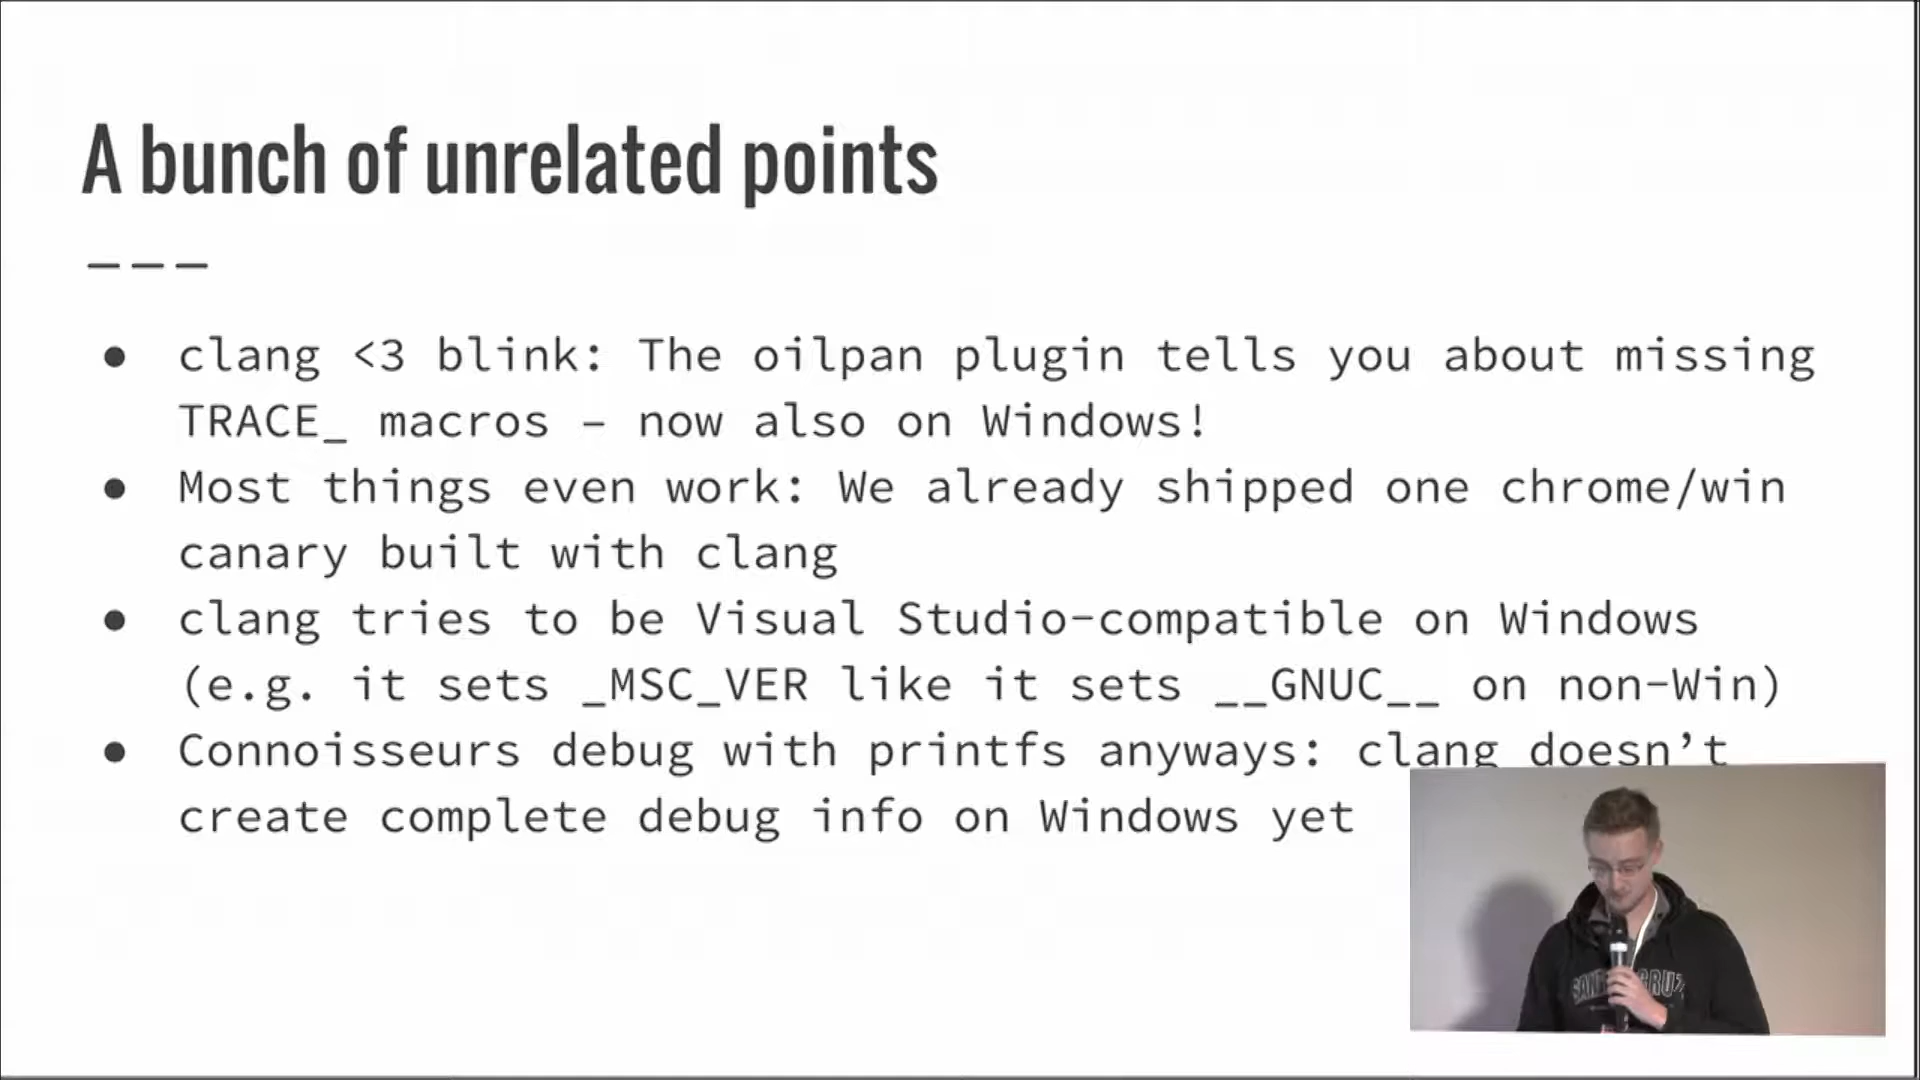 A bunch of unrelated points
---
● clang <3 blink: The oilpan plugin tells you about missing
TRACE_ macros – now also on Windows!
● Most things even work: We already shipped one chrome/win
canary built with clang
● clang tries to be Visual Studio-compatible on Windows
(e.g. it sets _MSC_VER like it sets __GNUC__ on non-Win)
● Connoisseurs debug with printfs anyways: clang doesn’t
create complete debug info on Windows yet